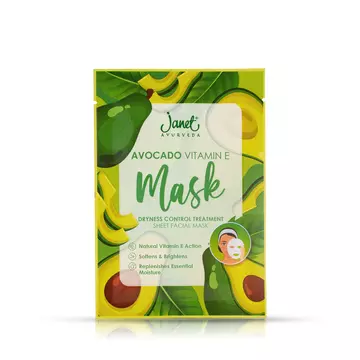 Janet
AYURVEDA
AVOCADO VITAMIN E
Mask
DRYNESS CONTROL TREATMENT
SHEET FACIAL MASK
Natural Vitamin E Action
Softens & Brightens
Replenishes Essential
Moisture